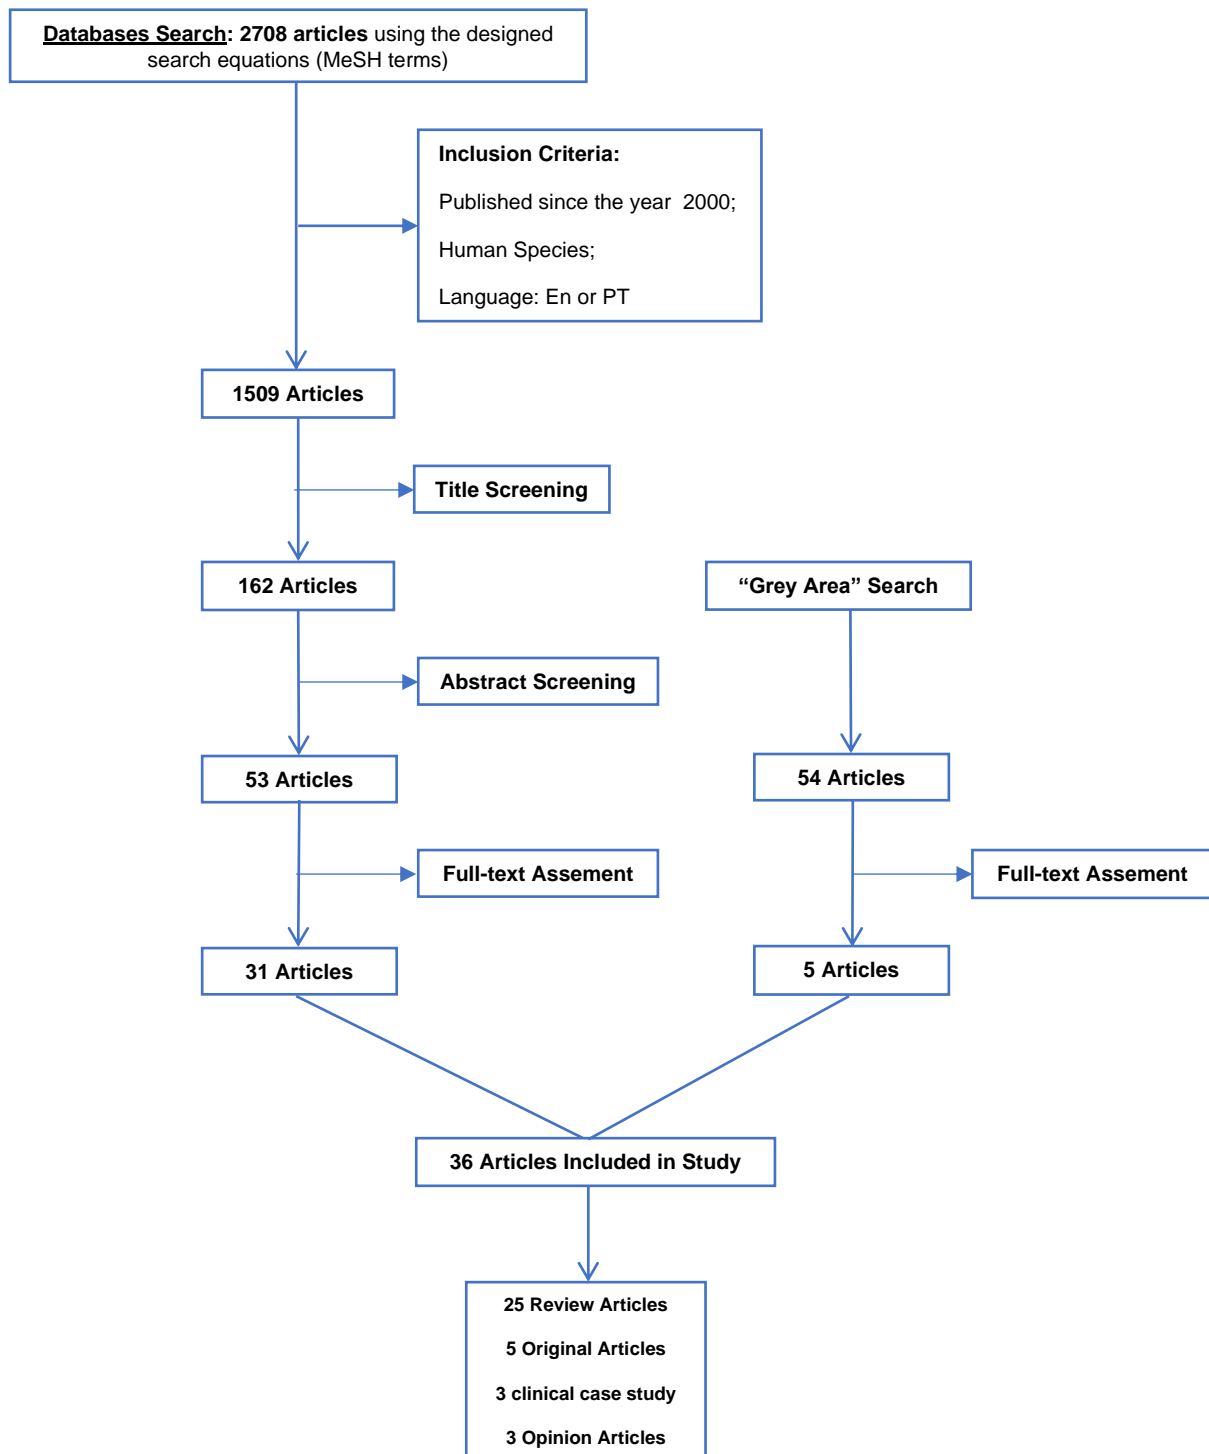 Databases Search: 2708 articles using the designed
search equations (MeSH terms)
Inclusion Criteria:
Published since the year 2000;
Human Species;
Language: En or PT
1509 Articles
Title Screening
162 Articles
“Grey Area” Search
Abstract Screening
53 Articles
54 Articles
Full-text Assement
Full-text Assement
31 Articles
5 Articles
36 Articles Included in Study
25 Review Articles
5 Original Articles
3 clinical case study
3 Opinion Articles